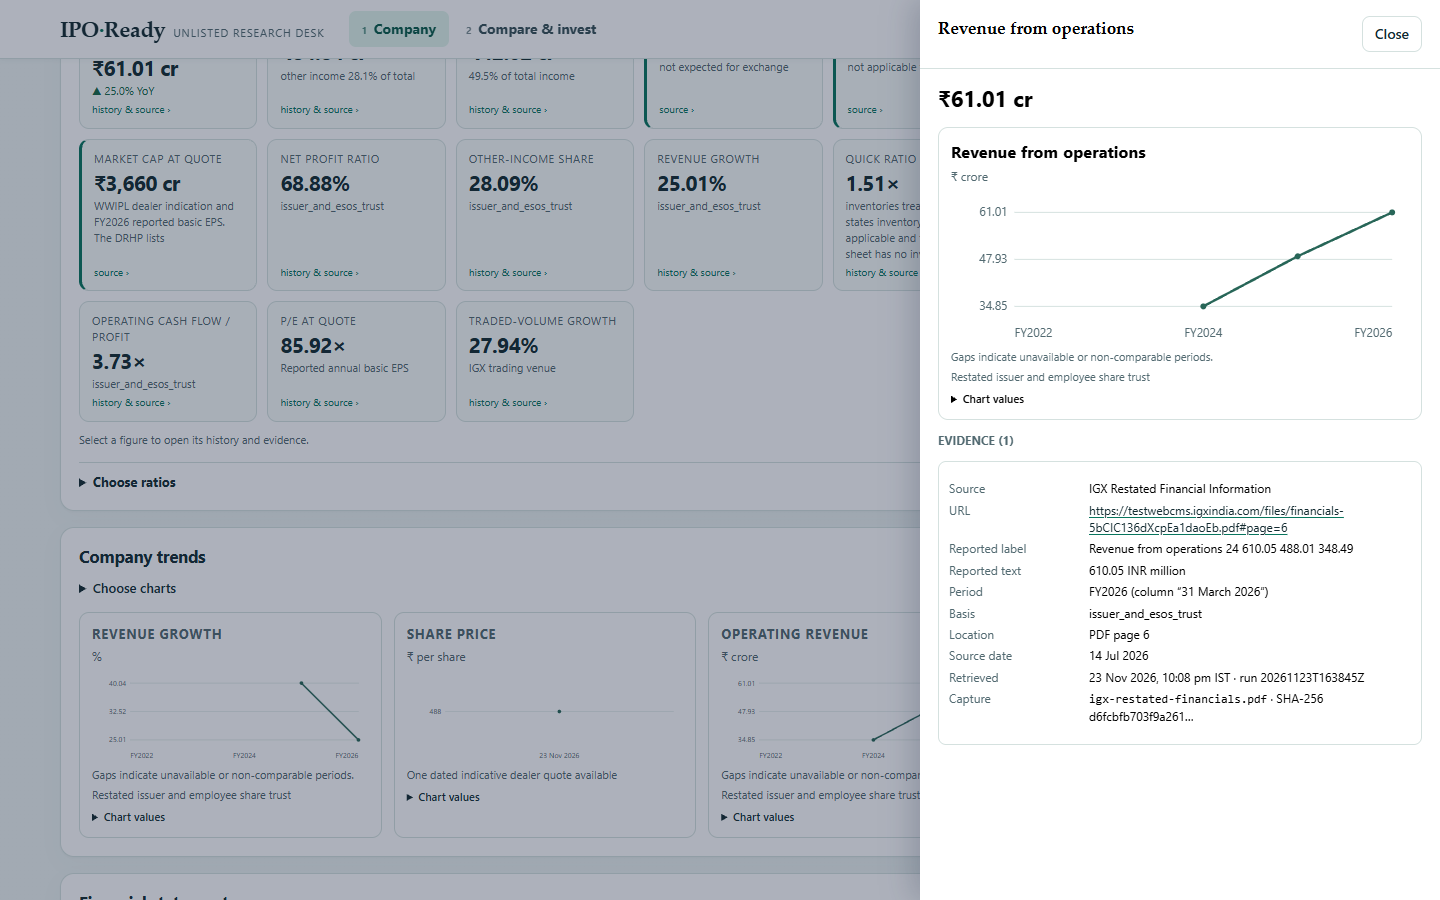 IPO·Ready UNLISTED RESEARCH DESK
1 Company
2 Compare & invest
₹61.01 cr
▲ 25.0% YoY
history & source ›
other income 28.1% of total
history & source ›
49.5% of total income
history & source ›
not expected for exchange
source ›
not applicable
source ›
MARKET CAP AT QUOTE
₹3,660 cr
WWIPL dealer indication and
FY2026 reported basic EPS.
The DRHP lists
source ›
NET PROFIT RATIO
68.88%
issuer_and_esos_trust
history & source ›
OTHER-INCOME SHARE
28.09%
issuer_and_esos_trust
history & source ›
REVENUE GROWTH
25.01%
issuer_and_esos_trust
history & source ›
QUICK RATIO
1.51×
inventories
states inventory
applicable and
sheet has no
history & source
OPERATING CASH FLOW /
PROFIT
3.73×
issuer_and_esos_trust
history & source ›
P/E AT QUOTE
85.92×
Reported annual basic EPS
history & source ›
TRADED-VOLUME GROWTH
27.94%
IGX trading venue
history & source ›
Select a figure to open its history and evidence.
▶ Choose ratios
Company trends
▶ Choose charts
REVENUE GROWTH
%
40.04
32.52
25.01
FY2022 FY2024 FY2026
Gaps indicate unavailable or non-comparable periods.
Restated issuer and employee share trust
▶ Chart values
SHARE PRICE
₹ per share
488
23 Nov 2026
One dated indicative dealer quote available
▶ Chart values
OPERATING REVENUE
₹ crore
61.01
47.93
34.85
FY2022 FY2024
Gaps indicate unavailable or
Restated issuer and employee share trust
▶ Chart values
Revenue from operations
Close
₹61.01 cr
Revenue from operations
₹ crore
61.01
47.93
34.85
FY2022 FY2024 FY2026
Gaps indicate unavailable or non-comparable periods.
Restated issuer and employee share trust
▶ Chart values
EVIDENCE (1)
Source IGX Restated Financial Information
URL https://testwebcms.igxindia.com/files/financials-
5bCIC136dXcpEa1daoEb.pdf#page=6
Reported label Revenue from operations 24 610.05 488.01 348.49
Reported text 610.05 INR million
Period FY2026 (column “31 March 2026”)
Basis issuer_and_esos_trust
Location PDF page 6
Source date 14 Jul 2026
Retrieved 23 Nov 2026, 10:08 pm IST · run 20261123T163845Z
Capture igx-restated-financials.pdf · SHA-256
d6fcbfb703f9a261…